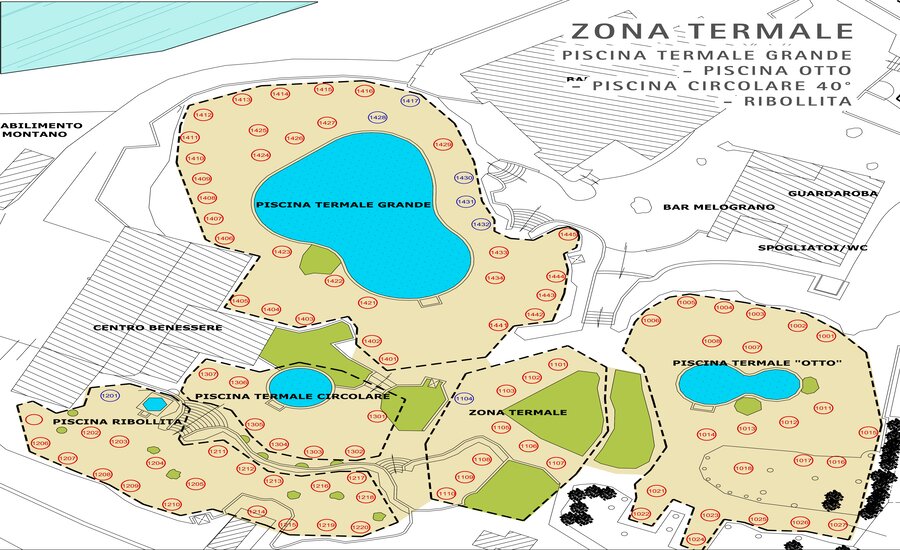 ZONA TERMALE
PISCINA TERMALE GRANDE
– PISCINA OTTO
– PISCINA CIRCOLARE 40°
– RIBOLLITA
ABILIMENTO
MONTANO
PISCINA TERMALE GRANDE
BAR MELOGRANO
GUARDAROBA
SPOGLIATOI/WC
CENTRO BENESSERE
PISCINA TERMALE CIRCOLARE
PISCINA RIBOLLITA
ZONA TERMALE
PISCINA TERMALE "OTTO"
1412 1413 1414 1415 1416 1417
1411 1425 1426 1427 1428 1429
1410 1424
1409 1430
1408 1431
1407 1432
1406 1423 1433 1445
1422 1434 1444
1405 1421 1443
1404 1442
1403 1441
1402
1401
1307 1306
1305 1301
1304 1303 1302
1201
1206 1202 1203
1207 1204 1211
1208 1205 1212 1217
1209 1213 1216 1218
1210 1214 1215 1219 1220
1101
1102
1104 1103
1105
1106
1108 1107
1109
1110
1005 1004 1003
1006 1002 1001
1008 1007
1011
1014 1013 1012 1015
1018 1017 1016
1021
1022 1023 1025 1026 1027
1024